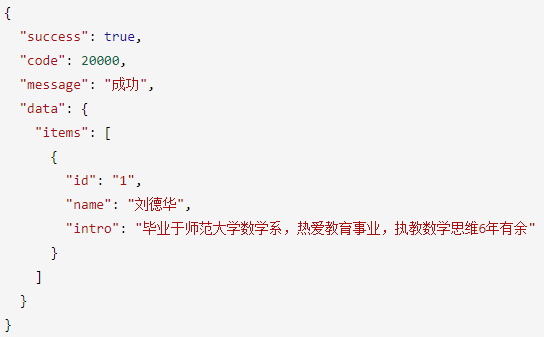 {
  "success": true,
  "code": 20000,
  "message": "成功",
  "data": {
    "items": [
      {
        "id": "1",
        "name": "刘德华",
        "intro": "毕业于师范大学数学系，热爱教育事业，执教数学思维6年有余"
      }
    ]
  }
}